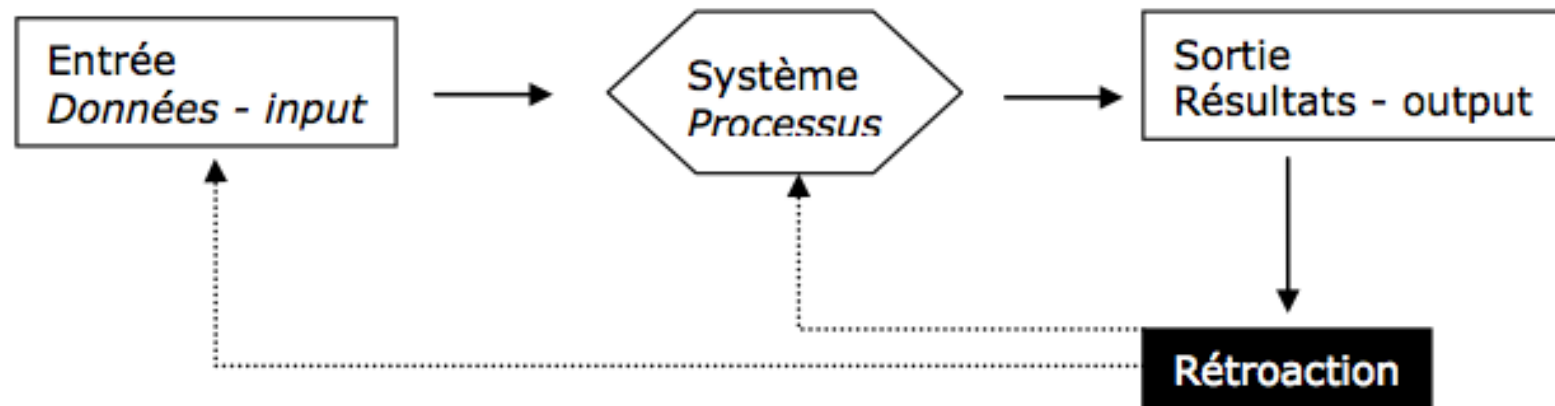 Entrée
Données - input
Système
Processus
Sortie
Résultats - output
Rétroaction